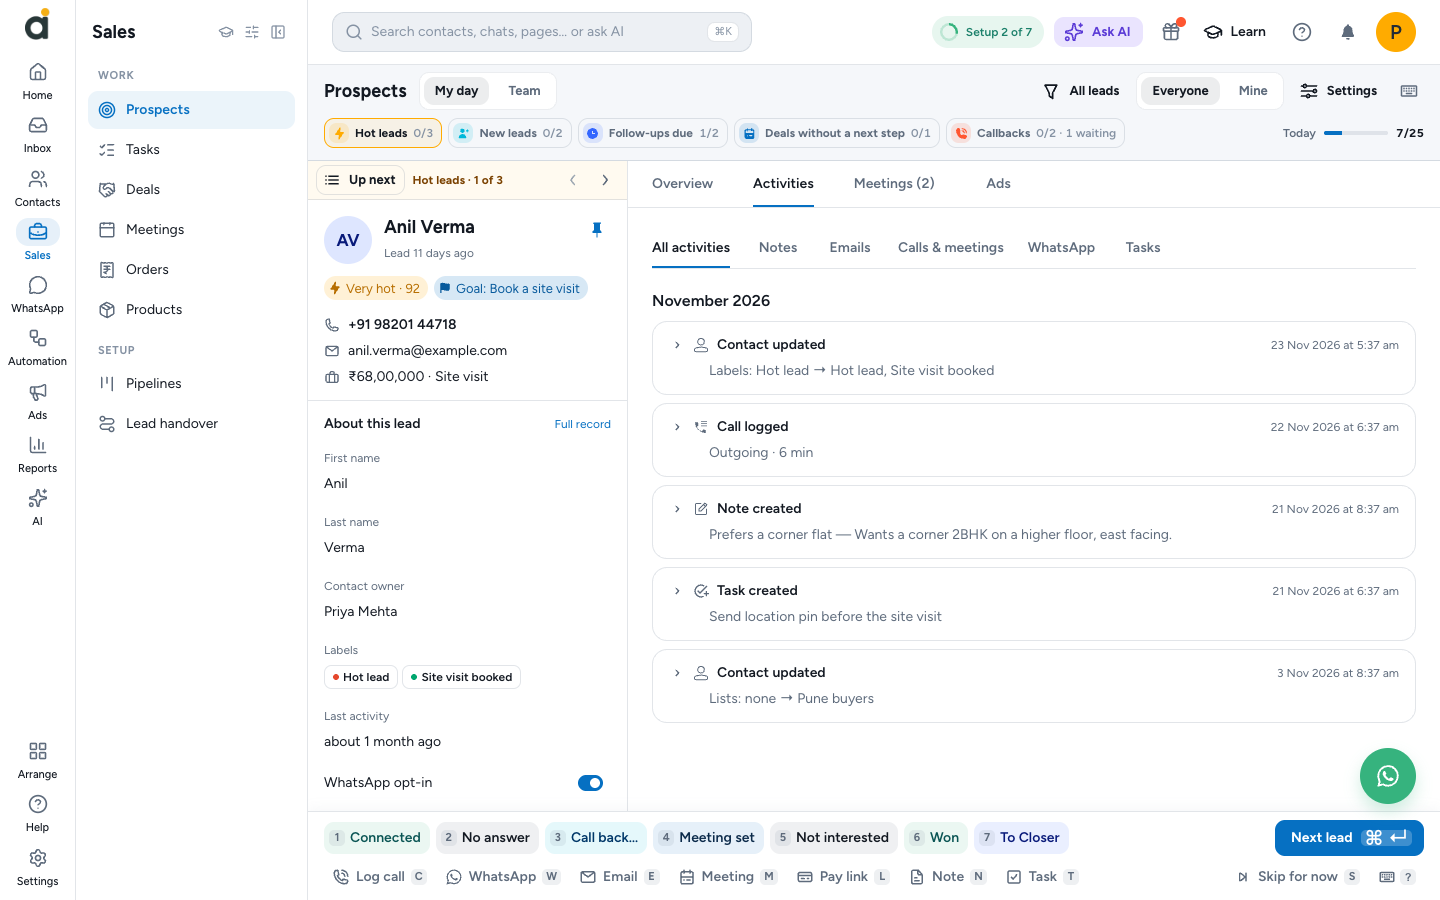 Sales
Search contacts, chats, pages... or ask AI
⌘K
Setup 2 of 7
Ask AI
Learn
P
Home
Inbox
Contacts
Sales
WhatsApp
Automation
Ads
Reports
AI
Arrange
Help
Settings
WORK
Prospects
Tasks
Deals
Meetings
Orders
Products
SETUP
Pipelines
Lead handover
Prospects
My day
Team
All leads
Everyone
Mine
Settings
Hot leads 0/3
New leads 0/2
Follow-ups due 1/2
Deals without a next step 0/1
Callbacks 0/2 · 1 waiting
Today
7/25
Up next
Hot leads · 1 of 3
AV
Anil Verma
Lead 11 days ago
Very hot · 92
Goal: Book a site visit
+91 98201 44718
anil.verma@example.com
₹68,00,000 · Site visit
About this lead
Full record
First name
Anil
Last name
Verma
Contact owner
Priya Mehta
Labels
Hot lead
Site visit booked
Last activity
about 1 month ago
WhatsApp opt-in
Overview
Activities
Meetings (2)
Ads
All activities
Notes
Emails
Calls & meetings
WhatsApp
Tasks
November 2026
Contact updated
23 Nov 2026 at 5:37 am
Labels: Hot lead → Hot lead, Site visit booked
Call logged
22 Nov 2026 at 6:37 am
Outgoing · 6 min
Note created
21 Nov 2026 at 8:37 am
Prefers a corner flat — Wants a corner 2BHK on a higher floor, east facing.
Task created
21 Nov 2026 at 6:37 am
Send location pin before the site visit
Contact updated
3 Nov 2026 at 8:37 am
Lists: none → Pune buyers
1 Connected
2 No answer
3 Call back...
4 Meeting set
5 Not interested
6 Won
7 To Closer
Next lead ⌘ ↵
Log call C
WhatsApp W
Email E
Meeting M
Pay link L
Note N
Task T
Skip for now S
?